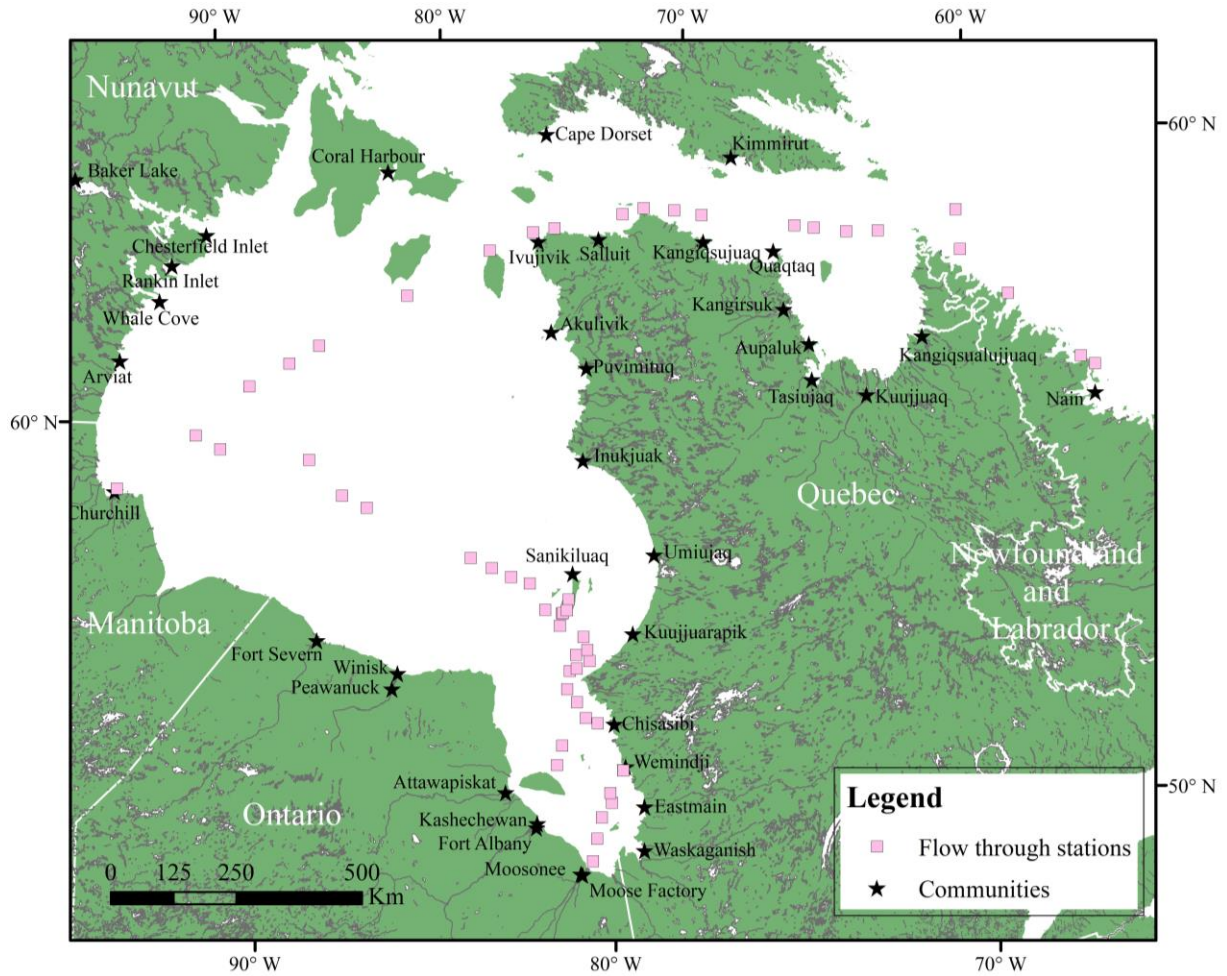 90° W
80° W
70° W
60° W
Nunavut
60° N
Cape Dorset
Kimmirut
Coral Harbour
Baker Lake
Chesterfield Inlet
Ivujivik
Salluit
Kangiqsujuaq
Quaqtaq
Rankin Inlet
Whale Cove
Kangirsuk
Akulivik
Aupaluk
Kangiqsualujjuaq
Arviat
Puvirnituq
Tasiujaq
Kuujjuaq
Nain
60° N
Inukjuak
Quebec
Churchill
Sanikiluaq
Umiujaq
Newfoundland
and
Labrador
Manitoba
Fort Severn
Kuujjuarapik
Winisk
Peawanuck
Chisasibi
Wemindji
Attawapiskat
50° N
Ontario
Eastmain
Kashechewan
Fort Albany
Waskaganish
Moosonee
Moose Factory
0 125 250 500
Km
Legend
Flow through stations
Communities
90° W
80° W
70° W